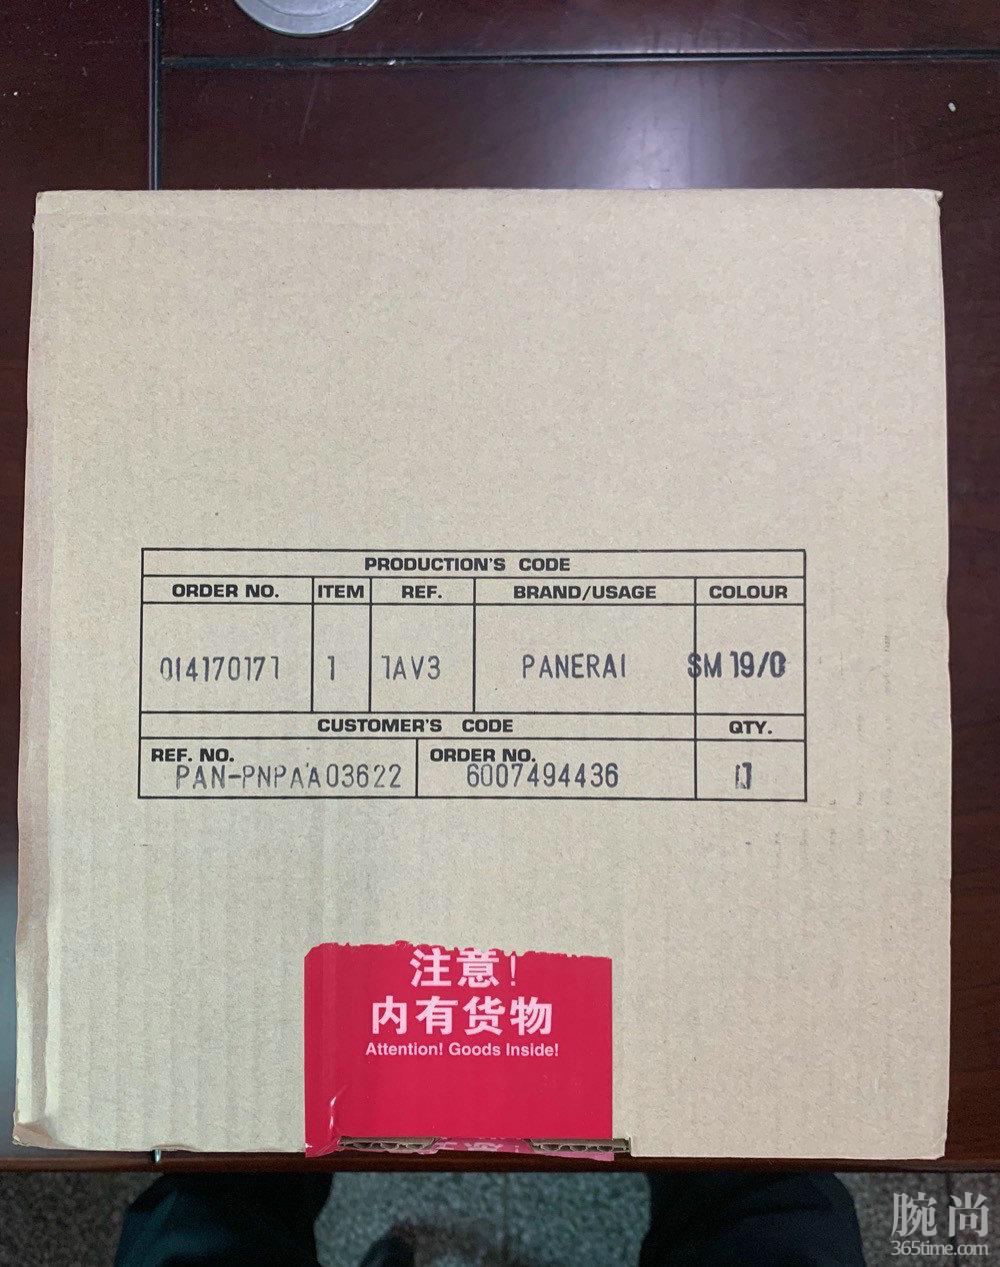 PRODUCTION'S CODE
ORDER NO. ITEM REF. BRAND/USAGE COLOUR
014170171 1 1AV3 PANERAI SM 19/0
CUSTOMER'S CODE QTY.
REF. NO. ORDER NO.
PAN-PNPAA03622 6007494436
注意!
内有货物
Attention! Goods Inside!
腕尚
365time.com